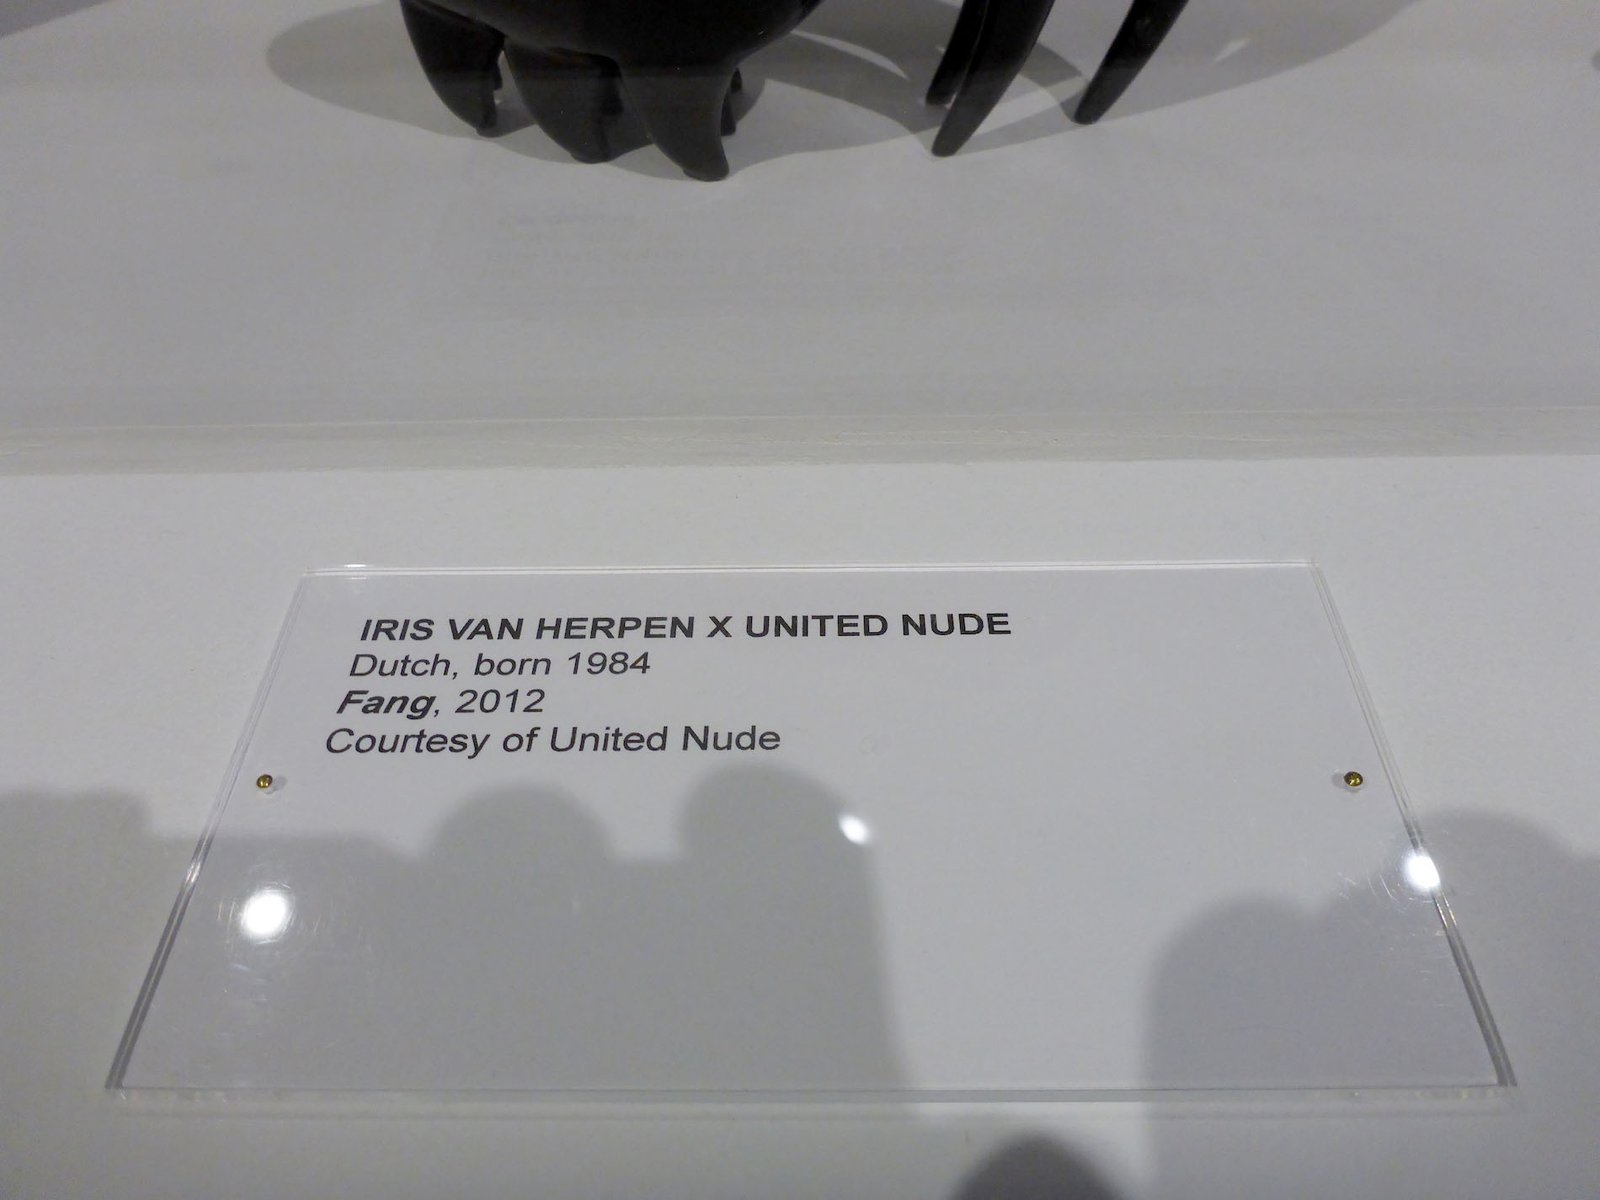 IRIS VAN HERPEN X UNITED NUDE
Dutch, born 1984
Fang, 2012
Courtesy of United Nude